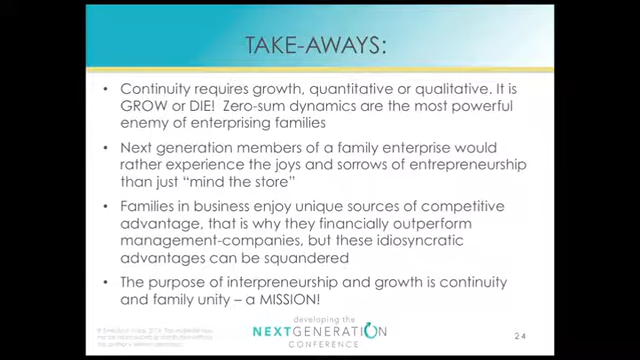 TAKE-AWAYS:
• Continuity requires growth, quantitative or qualitative. It is
GROW or DIE! Zero-sum dynamics are the most powerful
enemy of enterprising families
• Next generation members of a family enterprise would
rather experience the joys and sorrows of entrepreneurship
than just “mind the store”
• Families in business enjoy unique sources of competitive
advantage, that is why they financially outperform
management-companies, but these idiosyncratic
advantages can be squandered
• The purpose of interpreneurship and growth is continuity
and family unity – a MISSION!
developing the
NEXTGENERATION
CONFERENCE
24